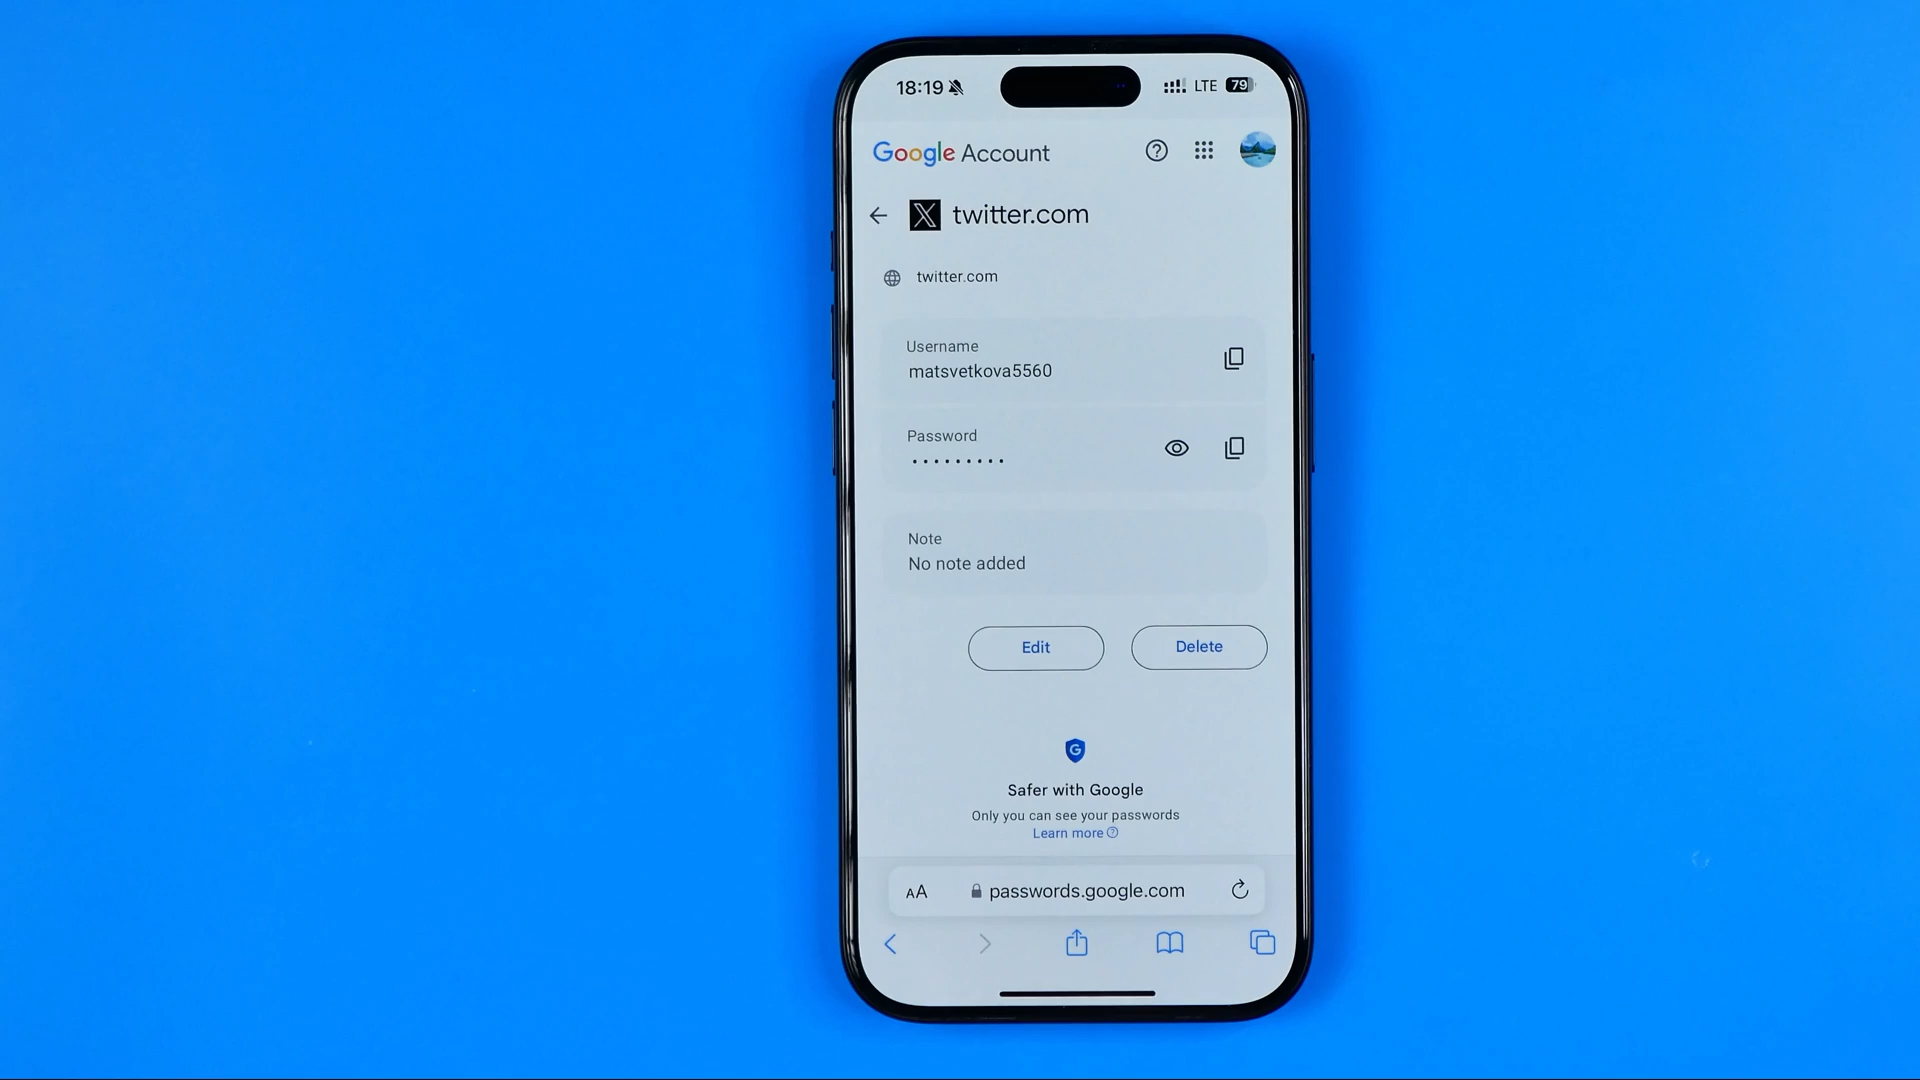 18:19 LTE 79
Google Account
twitter.com
twitter.com
Username
matsvetkova5560
Password
•••••••••
Note
No note added
Edit Delete
G
Safer with Google
Only you can see your passwords
Learn more
AA passwords.google.com